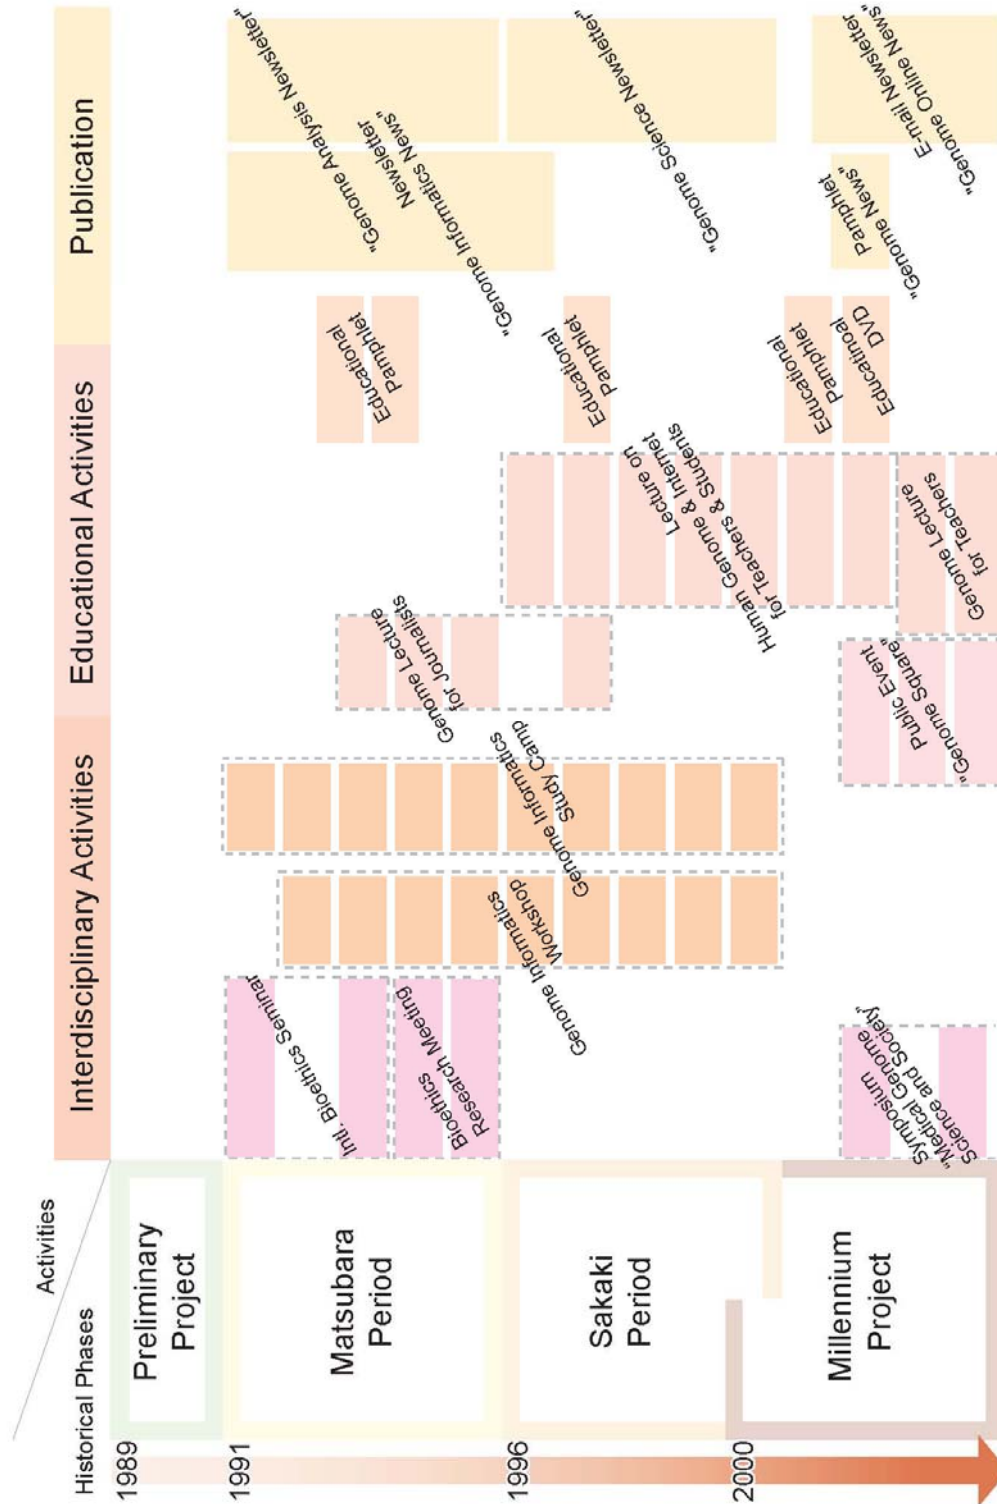 Activities
Historical Phases
Interdisciplinary Activities
Educational Activities
Publication
1989
1991
1996
2000
Preliminary
Project
Matsubara
Period
Sakaki
Period
Millennium
Project
Intl. Bioethics Seminar
Bioethics
Research Meeting
Symposium
"Medical Genome
Science and Society"
Genome Informatics
Workshop
Genome Informatics
Study Camp
Genome Lecture
for Journalists
Public Event
"Genome Square"
Lecture on
Human Genome & Internet
for Teachers & Students
Genome Lecture
for Teachers
Educational
Pamphlet
Educational
Pamphlet
Educational
Pamphlet
Educatinoal
DVD
"Genome Analysis Newsletter"
Newsletter
"Genome Informatics News"
"Genome Science Newsletter"
Pamphlet
"Genome News"
E-mail Newsletter
"Genome Online News"